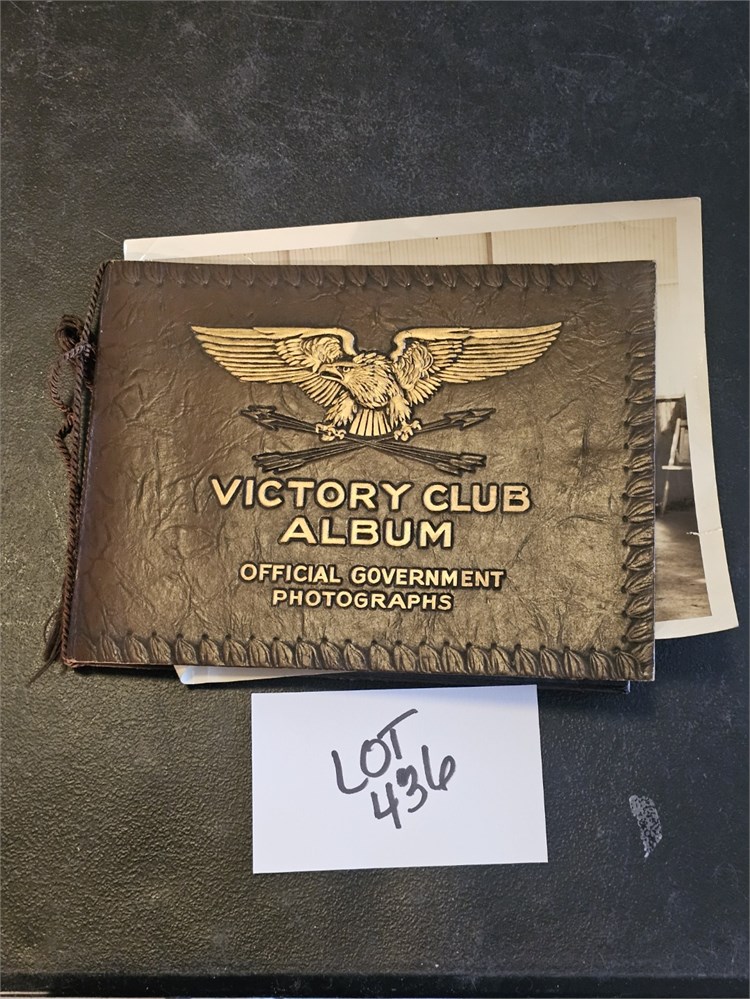 VICTORY CLUB
ALBUM
OFFICIAL GOVERNMENT
PHOTOGRAPHS
LOT
436